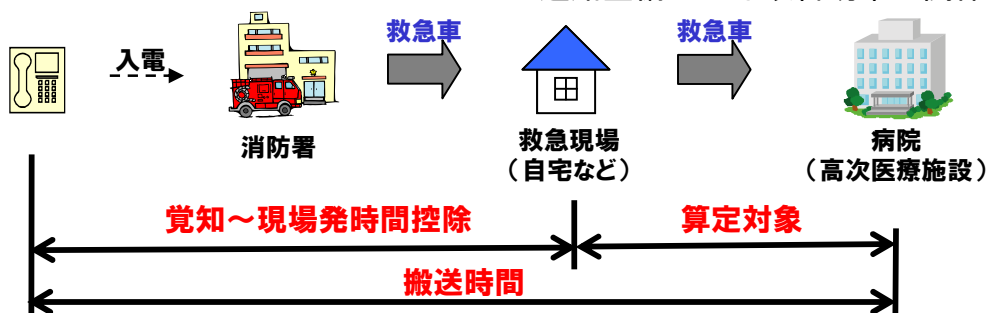 救急車
救急車
入電
消防署
救急現場
（自宅など）
病院
（高次医療施設）
覚知～現場発時間控除
算定対象
搬送時間